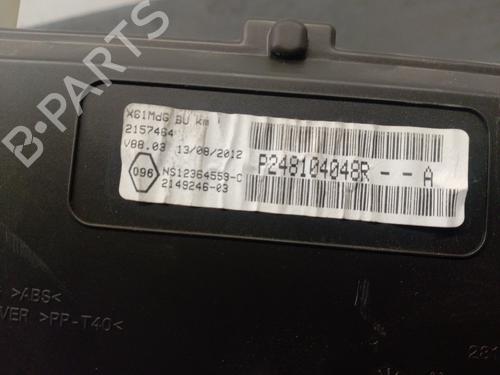 X61MdG BU km
2157464
V88.03 13/08/2012
096
NS12364559-C
2149246-03
P248104048R - - A
>ABS<
VER >PP-T40<
281
B-PARTS